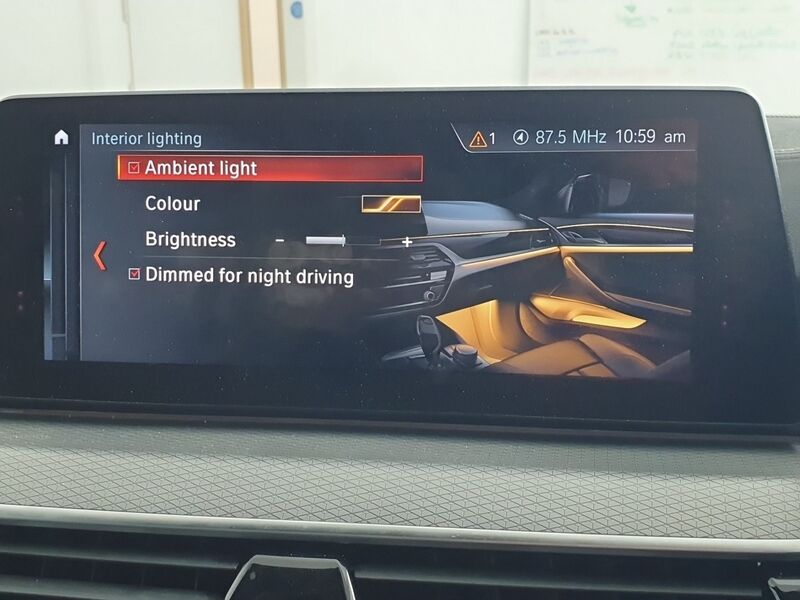 Interior lighting
1 87.5 MHz 10:59 am
Ambient light
Colour
Brightness - +
Dimmed for night driving